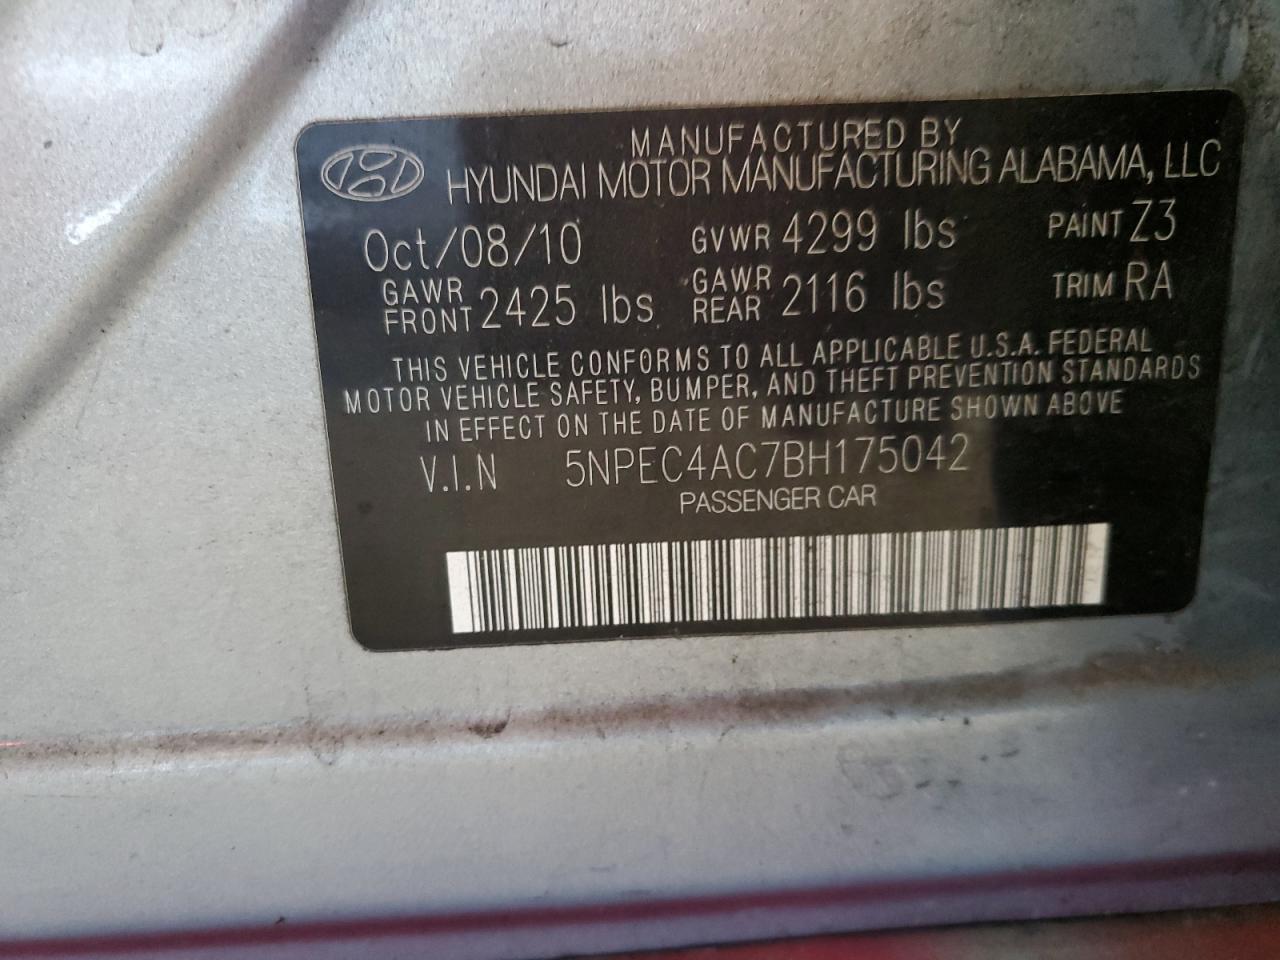 MANUFACTURED BY
HYUNDAI MOTOR MANUFACTURING ALABAMA, LLC
Oct/08/10 GVWR 4299 lbs PAINT Z3
GAWR FRONT 2425 lbs GAWR REAR 2116 lbs TRIM RA
THIS VEHICLE CONFORMS TO ALL APPLICABLE U.S.A. FEDERAL
MOTOR VEHICLE SAFETY, BUMPER, AND THEFT PREVENTION STANDARDS
IN EFFECT ON THE DATE OF MANUFACTURE SHOWN ABOVE
V.I.N 5NPEC4AC7BH175042
PASSENGER CAR